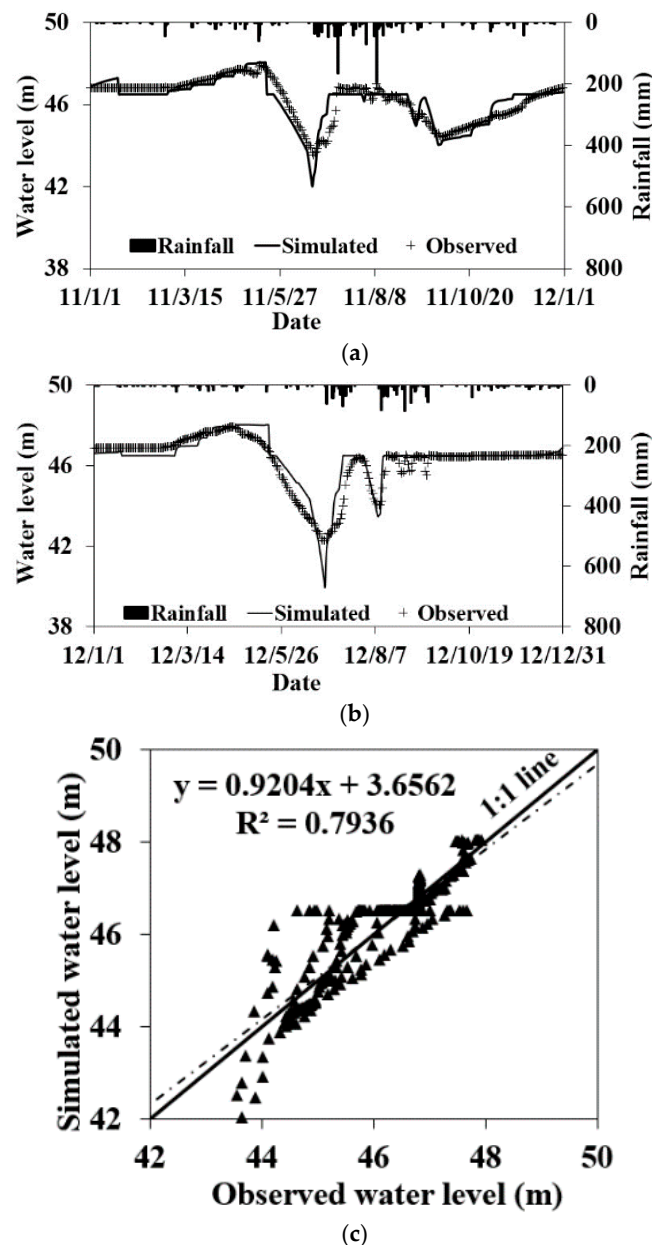 50
46
42
38
Water level (m)
0
200
400
600
800
Rainfall (mm)
Rainfall Simulated Observed
11/1/1 11/3/15 11/5/27 11/8/8 11/10/20 12/1/1
Date
(a)
50
46
42
38
Water level (m)
0
200
400
600
800
Rainfall (mm)
Rainfall Simulated Observed
12/1/1 12/3/14 12/5/26 12/8/7 12/10/19 12/12/31
Date
(b)
50
48
46
44
42
Simulated water level (m)
y = 0.9204x + 3.6562
R² = 0.7936
1:1 line
42 44 46 48 50
Observed water level (m)
(c)